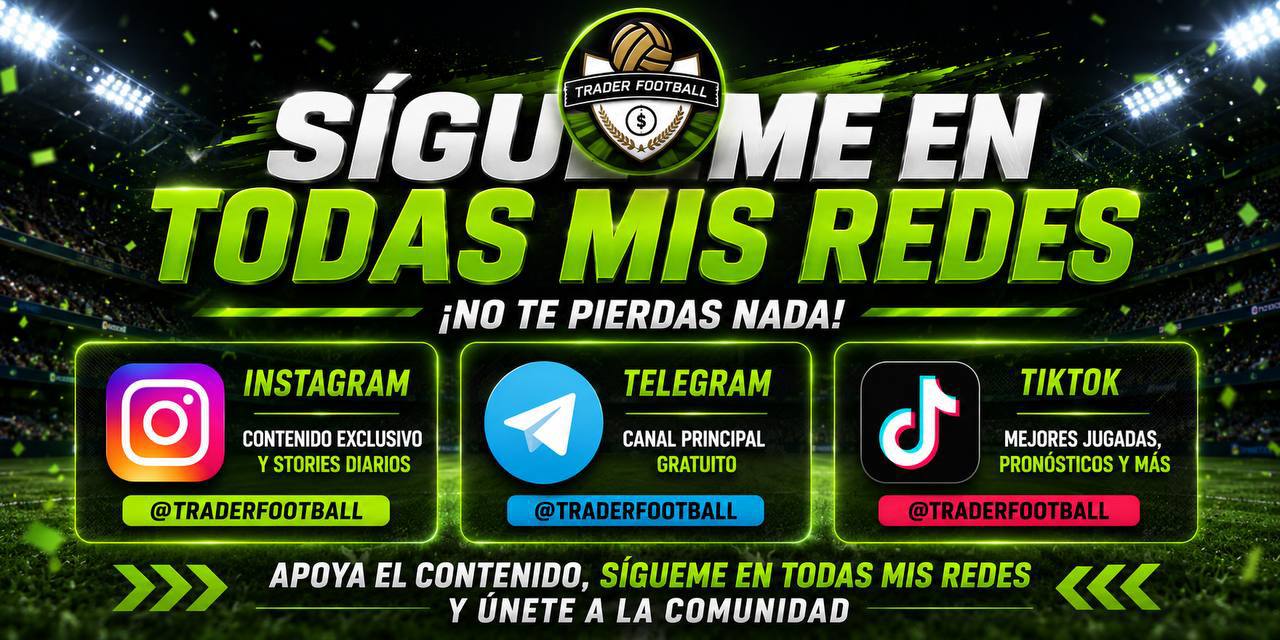 TRADER FOOTBALL
$
SÍGUEME EN
TODAS MIS REDES
¡NO TE PIERDAS NADA!
INSTAGRAM
CONTENIDO EXCLUSIVO
Y STORIES DIARIOS
@TRADERFOOTBALL
TELEGRAM
CANAL PRINCIPAL
GRATUITO
@TRADERFOOTBALL
TIKTOK
MEJORES JUGADAS,
PRONÓSTICOS Y MÁS
@TRADERFOOTBALL
APOYA EL CONTENIDO, SÍGUEME EN TODAS MIS REDES
Y ÚNETE A LA COMUNIDAD